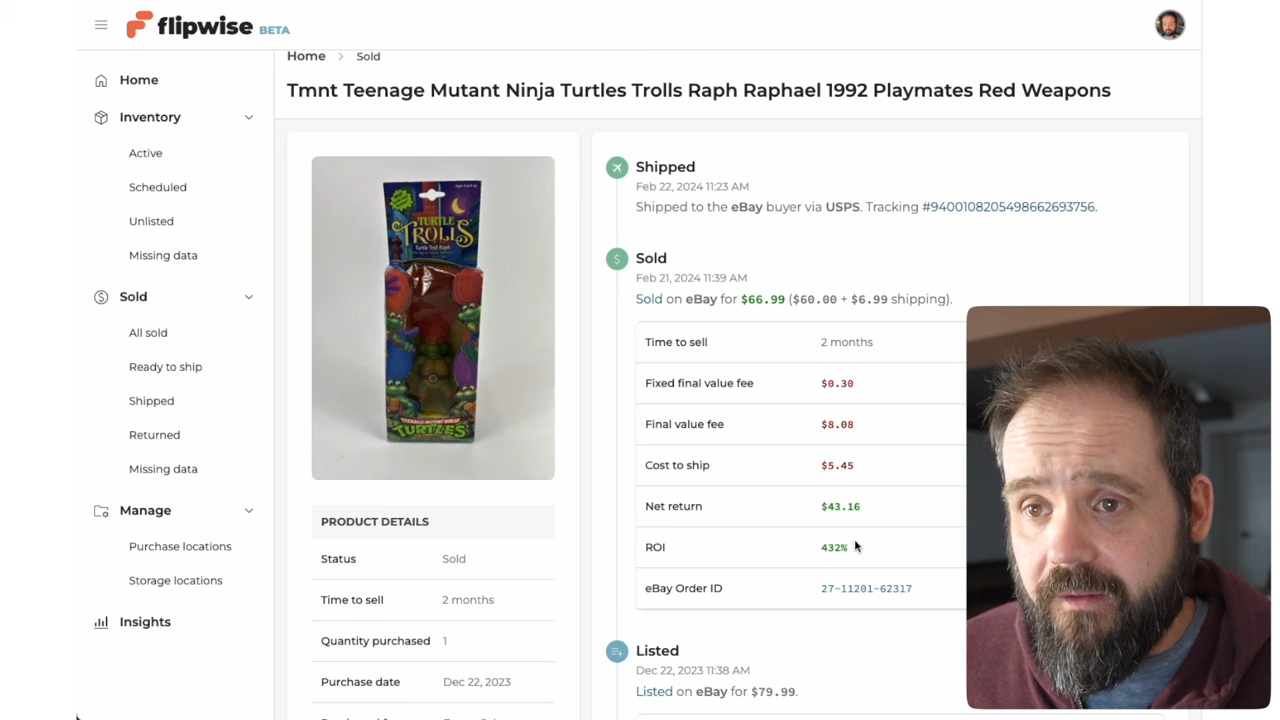 flipwise BETA
Home
Inventory
Active
Scheduled
Unlisted
Missing data
Sold
All sold
Ready to ship
Shipped
Returned
Missing data
Manage
Purchase locations
Storage locations
Insights
Home > Sold
Tmnt Teenage Mutant Ninja Turtles Trolls Raph Raphael 1992 Playmates Red Weapons
TURTLE
TROLLS
Turtle Troll Raph
TEENAGE MUTANT NINJA
TURTLES
PRODUCT DETAILS
Status Sold
Time to sell 2 months
Quantity purchased 1
Purchase date Dec 22, 2023
Shipped
Feb 22, 2024 11:23 AM
Shipped to the eBay buyer via USPS. Tracking #9400108205498662693756.
Sold
Feb 21, 2024 11:39 AM
Sold on eBay for $66.99 ($60.00 + $6.99 shipping).
Time to sell 2 months
Fixed final value fee $0.30
Final value fee $8.08
Cost to ship $5.45
Net return $43.16
ROI 432%
eBay Order ID 27-11201-62317
Listed
Dec 22, 2023 11:38 AM
Listed on eBay for $79.99.